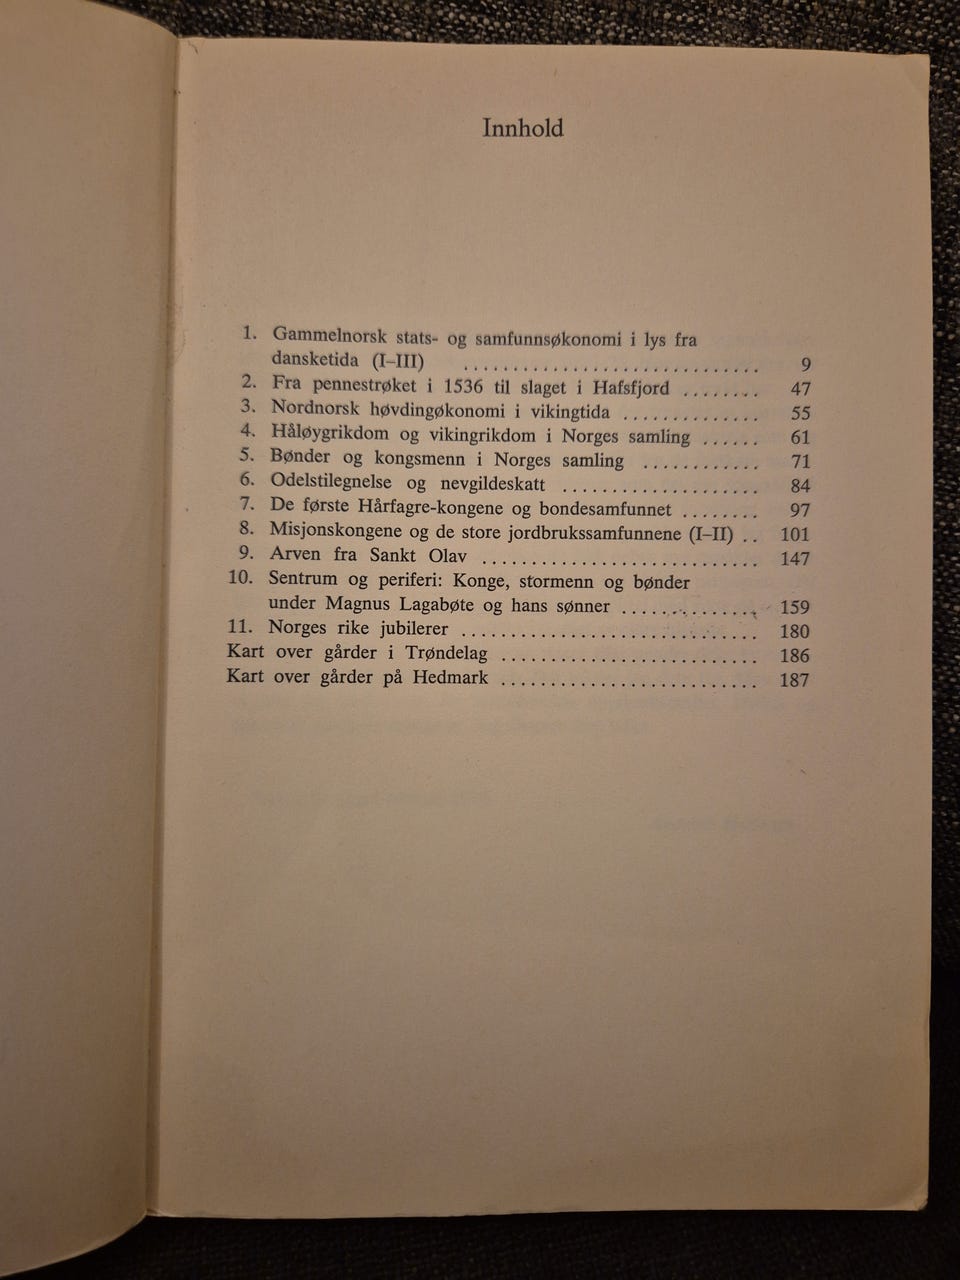 Innhold
1. Gammelnorsk stats- og samfunnsøkonomi i lys fra
dansketida (I–III) .............................. 9
2. Fra pennestrøket i 1536 til slaget i Hafsfjord ........ 47
3. Nordnorsk høvdingøkonomi i vikingtida .............. 55
4. Håløygrikdom og vikingrikdom i Norges samling ...... 61
5. Bønder og kongsmenn i Norges samling ............ 71
6. Odelstilegnelse og nevgildeskatt .................... 84
7. De første Hårfagre-kongene og bondesamfunnet ........ 97
8. Misjonskongene og de store jordbrukssamfunnene (I–II) .. 101
9. Arven fra Sankt Olav ............................ 147
10. Sentrum og periferi: Konge, stormenn og bønder
under Magnus Lagabøte og hans sønner .............. 159
11. Norges rike jubilerer .............................. 180
Kart over gårder i Trøndelag .......................... 186
Kart over gårder på Hedmark .......................... 187